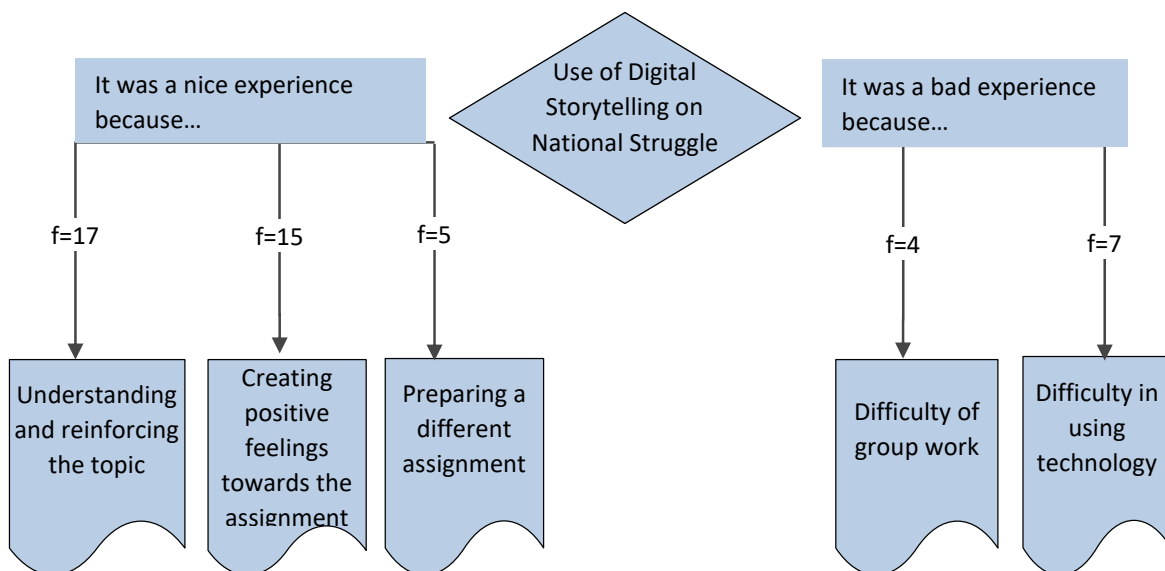 It was a nice experience
because…
Use of Digital
Storytelling on
National Struggle
It was a bad experience
because…
f=17
f=15
f=5
f=4
f=7
Understanding
and reinforcing
the topic
Creating
positive
feelings
towards the
assignment
Preparing a
different
assignment
Difficulty of
group work
Difficulty in
using
technology